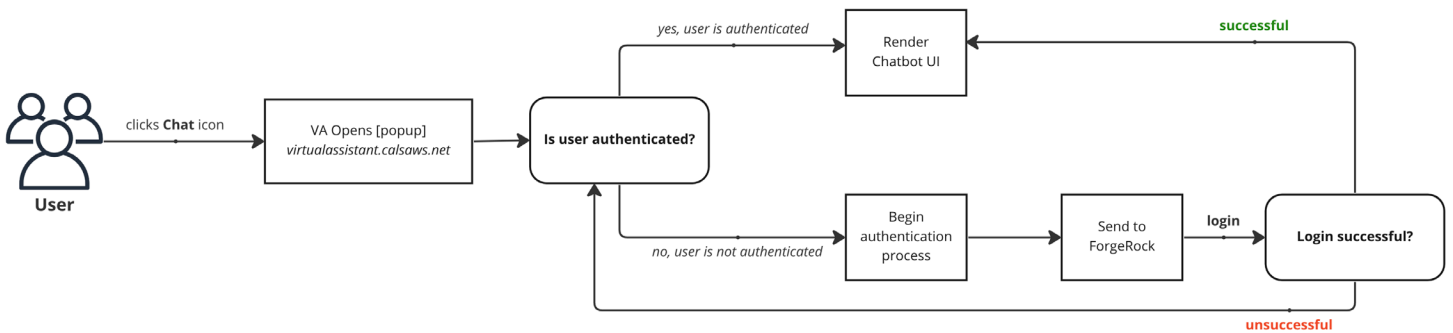 User
clicks Chat icon
VA Opens [popup]
virtualassistant.calsaws.net
Is user authenticated?
yes, user is authenticated
Render
Chatbot UI
successful
no, user is not authenticated
Begin
authentication
process
Send to
ForgeRock
login
Login successful?
unsuccessful